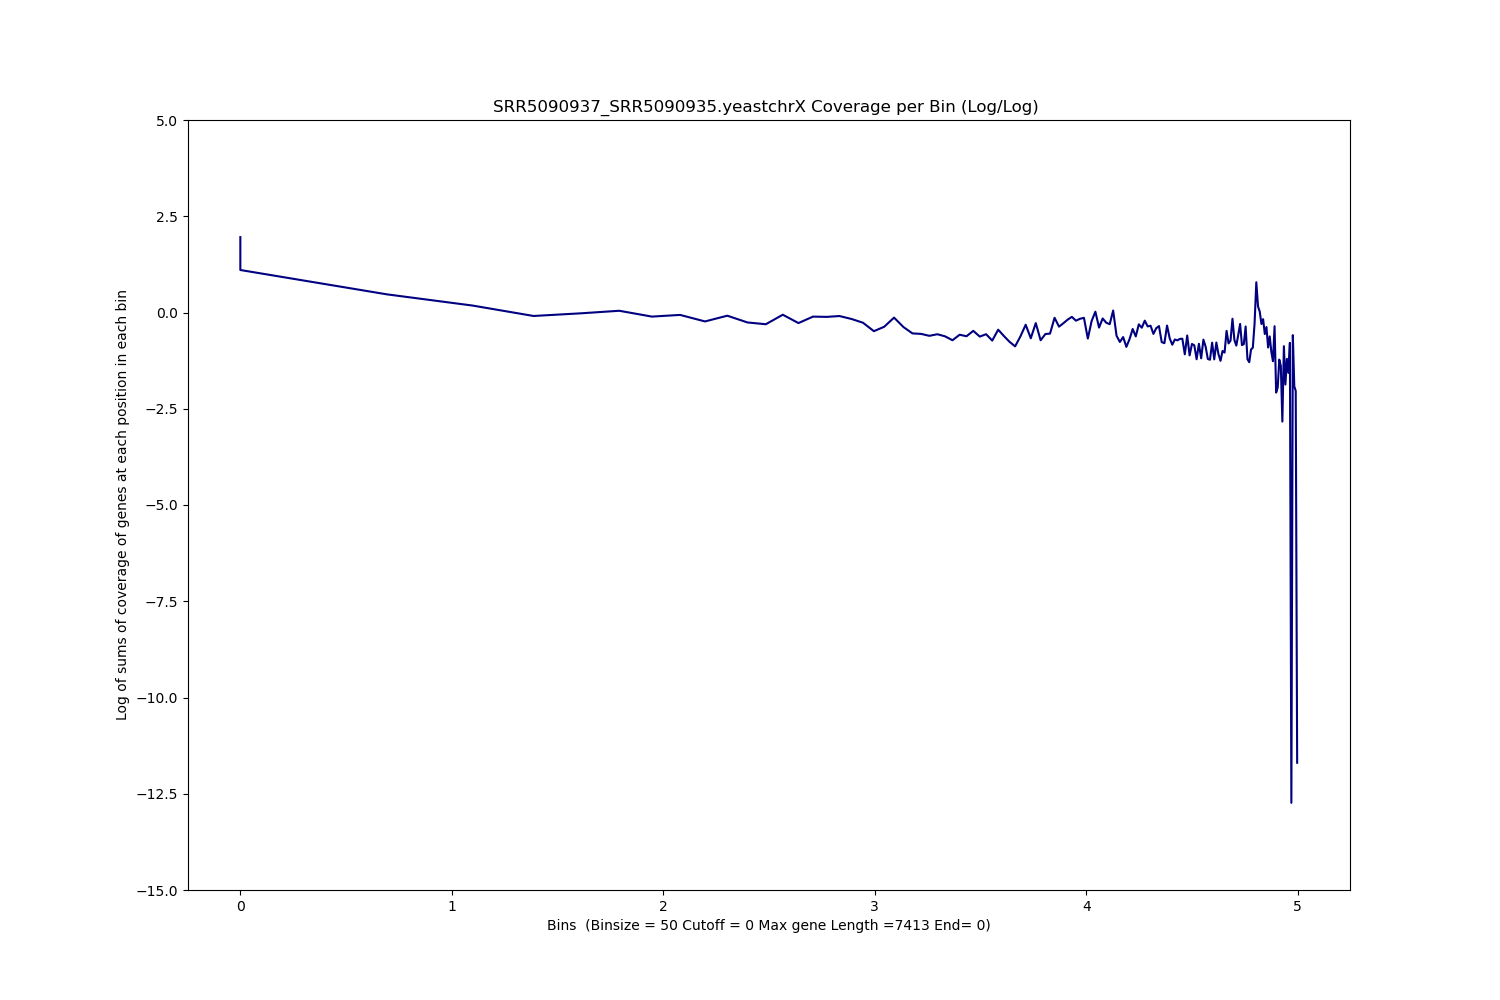 SRR5090937_SRR5090935.yeastchrX Coverage per Bin (Log/Log)
Log of sums of coverage of genes at each position in each bin
5.0
2.5
0.0
−2.5
−5.0
−7.5
−10.0
−12.5
−15.0
0 1 2 3 4 5
Bins  (Binsize = 50 Cutoff = 0 Max gene Length =7413 End= 0)